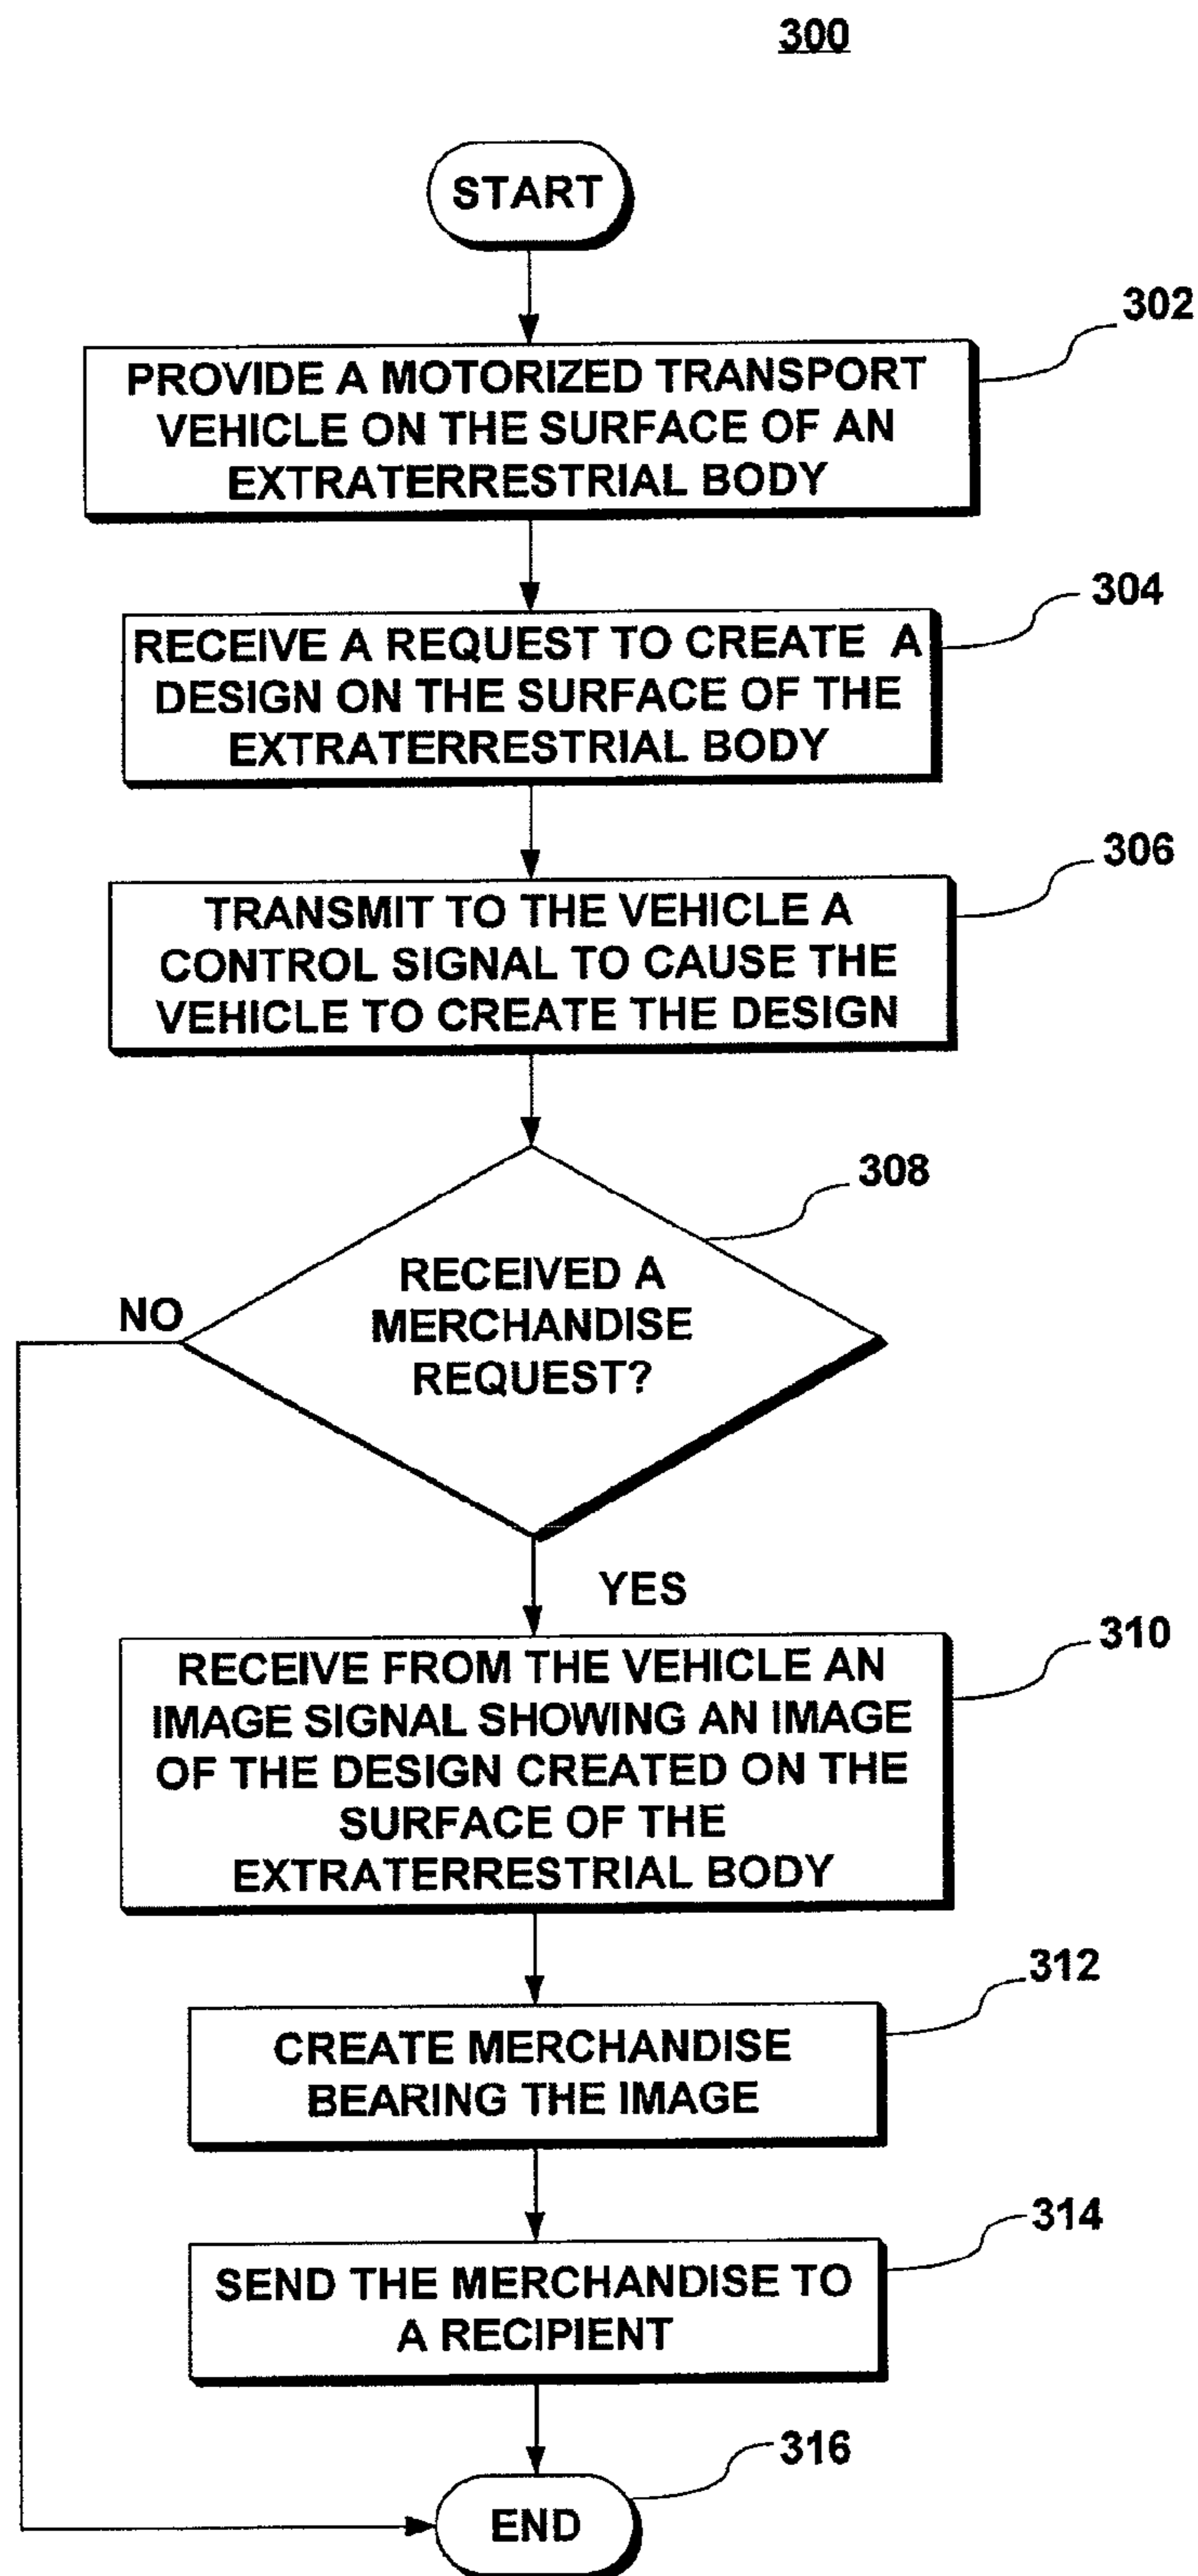 300
START
302
PROVIDE A MOTORIZED TRANSPORT
VEHICLE ON THE SURFACE OF AN
EXTRATERRESTRIAL BODY
304
RECEIVE A REQUEST TO CREATE A
DESIGN ON THE SURFACE OF THE
EXTRATERRESTRIAL BODY
306
TRANSMIT TO THE VEHICLE A
CONTROL SIGNAL TO CAUSE THE
VEHICLE TO CREATE THE DESIGN
308
RECEIVED A
MERCHANDISE
REQUEST?
NO
YES
310
RECEIVE FROM THE VEHICLE AN
IMAGE SIGNAL SHOWING AN IMAGE
OF THE DESIGN CREATED ON THE
SURFACE OF THE
EXTRATERRESTRIAL BODY
312
CREATE MERCHANDISE
BEARING THE IMAGE
314
SEND THE MERCHANDISE TO
A RECIPIENT
316
END